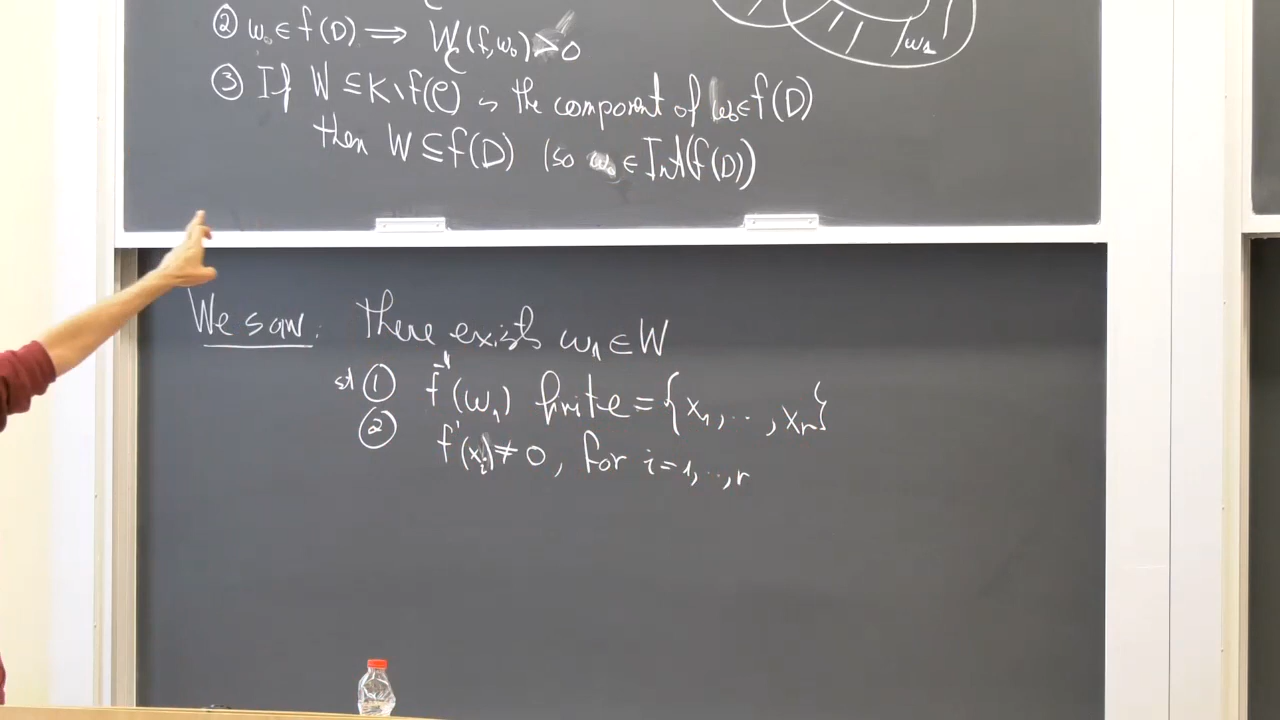 ② w₀ ∈ f(D) ⟹ W_C(f,w₀) > 0
w₁
③ If W ⊆ K∖f(C) is the component of w₀ ∈ f(D)
then W ⊆ f(D) (so w₀ ∈ Int(f(D))
We saw: There exists w₁ ∈ W
st ① f⁻¹(w₁) finite = {x₁,..,xᵣ}
② f'(xᵢ) ≠ 0, for i=1,..,r